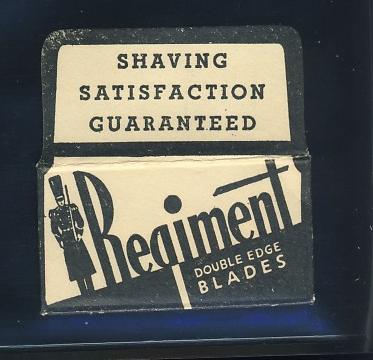 SHAVING
SATISFACTION
GUARANTEED
Regiment
DOUBLE EDGE
BLADES